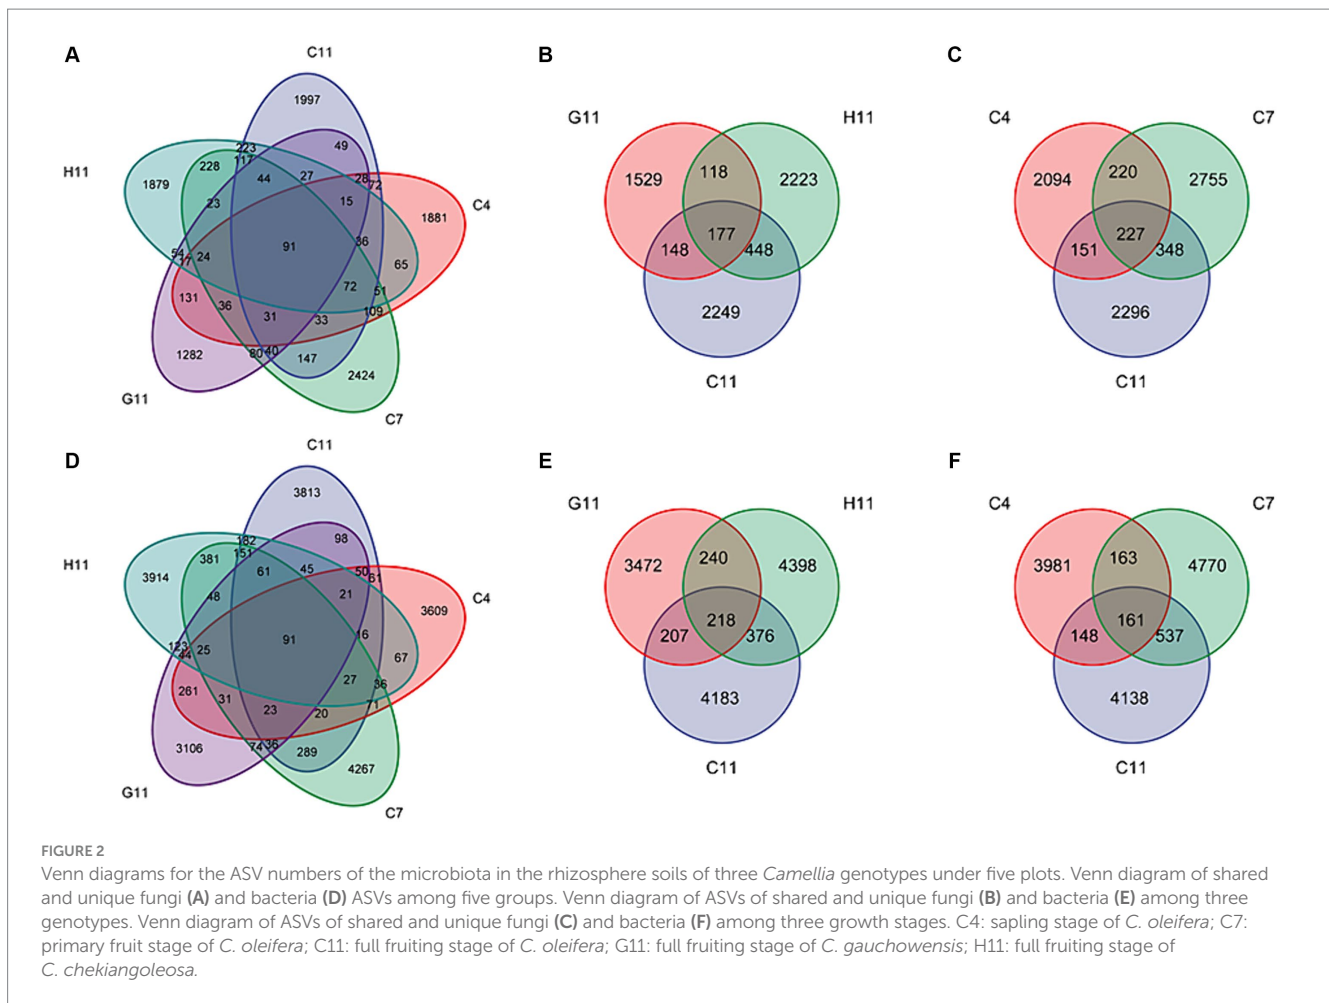 A
C11
1997
H11
1879
228
223
117
44
27
49
28
72
C4
1881
23
15
36
91
54
17
24
65
131
36
31
72
51
33
109
1282
80
40
147
2424
G11
C7
B
G11
H11
1529
118
2223
177
148
448
2249
C11
C
C4
C7
2094
220
2755
227
151
348
2296
C11
D
C11
3813
H11
3914
381
182
151
61
45
98
50
61
C4
3609
48
21
16
91
123
44
25
67
261
31
23
27
36
20
71
3106
74
36
289
4267
G11
C7
E
G11
H11
3472
240
4398
218
207
376
4183
C11
F
C4
C7
3981
163
4770
161
148
537
4138
C11
FIGURE 2
Venn diagrams for the ASV numbers of the microbiota in the rhizosphere soils of three Camellia genotypes under five plots. Venn diagram of shared
and unique fungi (A) and bacteria (D) ASVs among five groups. Venn diagram of ASVs of shared and unique fungi (B) and bacteria (E) among three
genotypes. Venn diagram of ASVs of shared and unique fungi (C) and bacteria (F) among three growth stages. C4: sapling stage of C. oleifera; C7:
primary fruit stage of C. oleifera; C11: full fruiting stage of C. oleifera; G11: full fruiting stage of C. gauchowensis; H11: full fruiting stage of
C. chekiangoleosa.